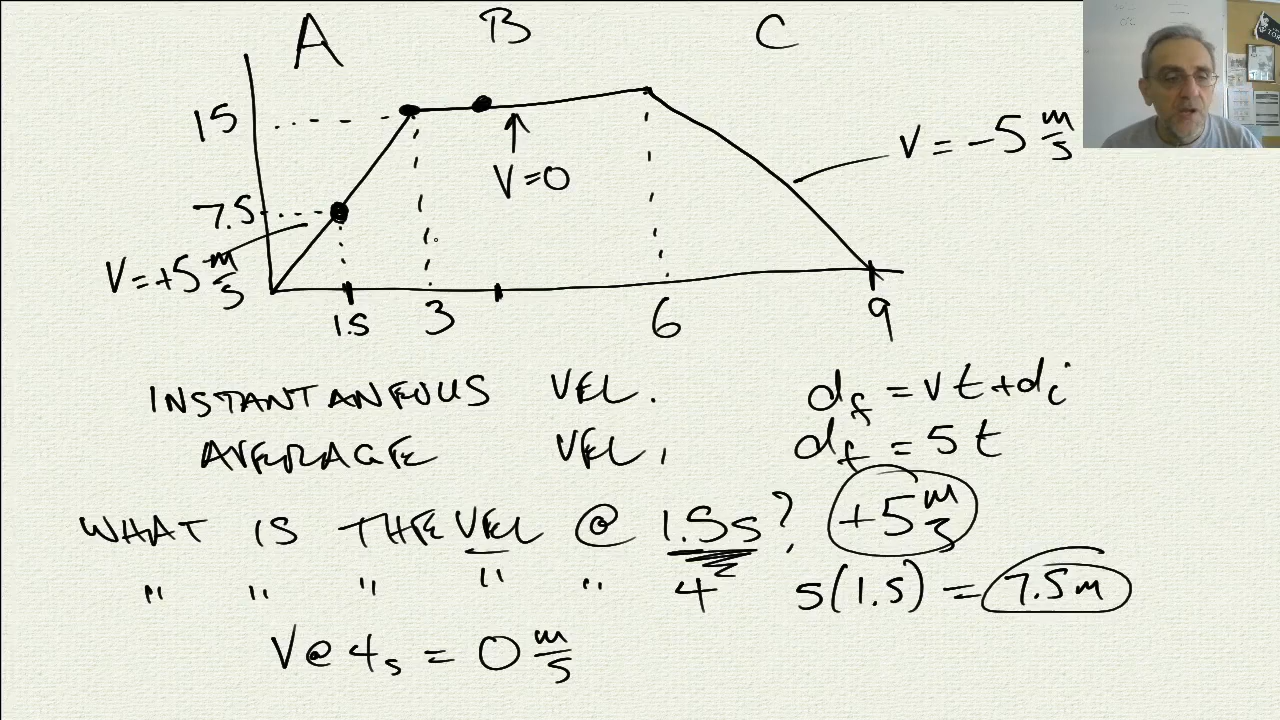 A B C
15
V = -5 m/s
V=0
7.5
V=+5 m/s
1.5 3 6 9
INSTANTANEOUS VEL.
df = vt+di
AVERAGE VEL.
df = 5t
WHAT IS THE VEL @ 1.5s? +5 m/s
" " " " " 4
5(1.5) = 7.5m
V@4s = 0 m/s